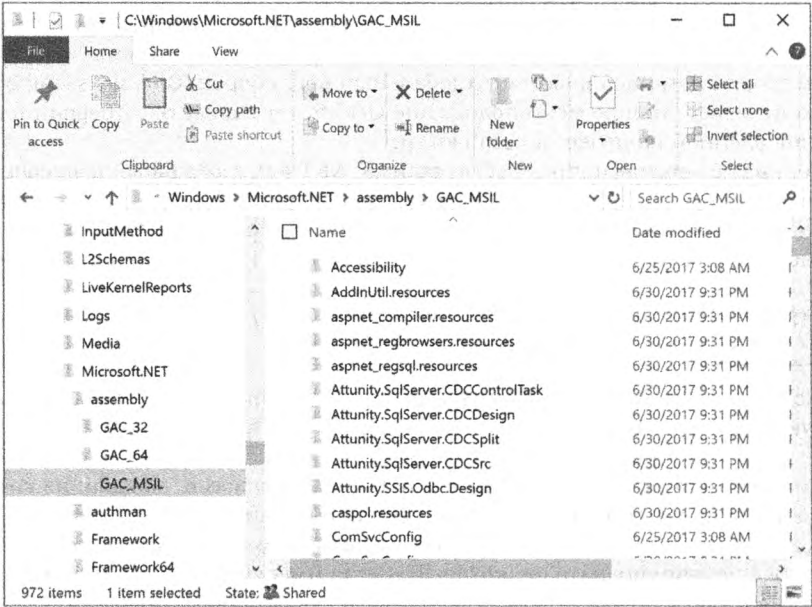 C:\Windows\Microsoft.NET\assembly\GAC_MSIL
File Home Share View
Pin to Quick access
Copy
Paste
Cut
Copy path
Paste shortcut
Clipboard
Move to
Copy to
Delete
Rename
Organize
New folder
New
Properties
Open
Select all
Select none
Invert selection
Select
Windows > Microsoft.NET > assembly > GAC_MSIL
Search GAC_MSIL
InputMethod
L2Schemas
LiveKernelReports
Logs
Media
Microsoft.NET
assembly
GAC_32
GAC_64
GAC_MSIL
authman
Framework
Framework64
Name Date modified
Accessibility 6/25/2017 3:08 AM
AddInUtil.resources 6/30/2017 9:31 PM
aspnet_compiler.resources 6/30/2017 9:31 PM
aspnet_regbrowsers.resources 6/30/2017 9:31 PM
aspnet_regsql.resources 6/30/2017 9:31 PM
Attunity.SqlServer.CDCControlTask 6/30/2017 9:31 PM
Attunity.SqlServer.CDCDesign 6/30/2017 9:31 PM
Attunity.SqlServer.CDCSplit 6/30/2017 9:31 PM
Attunity.SqlServer.CDCSrc 6/30/2017 9:31 PM
Attunity.SSIS.Odbc.Design 6/30/2017 9:31 PM
caspol.resources 6/30/2017 9:31 PM
ComSvcConfig 6/25/2017 3:08 AM
972 items 1 item selected State: Shared